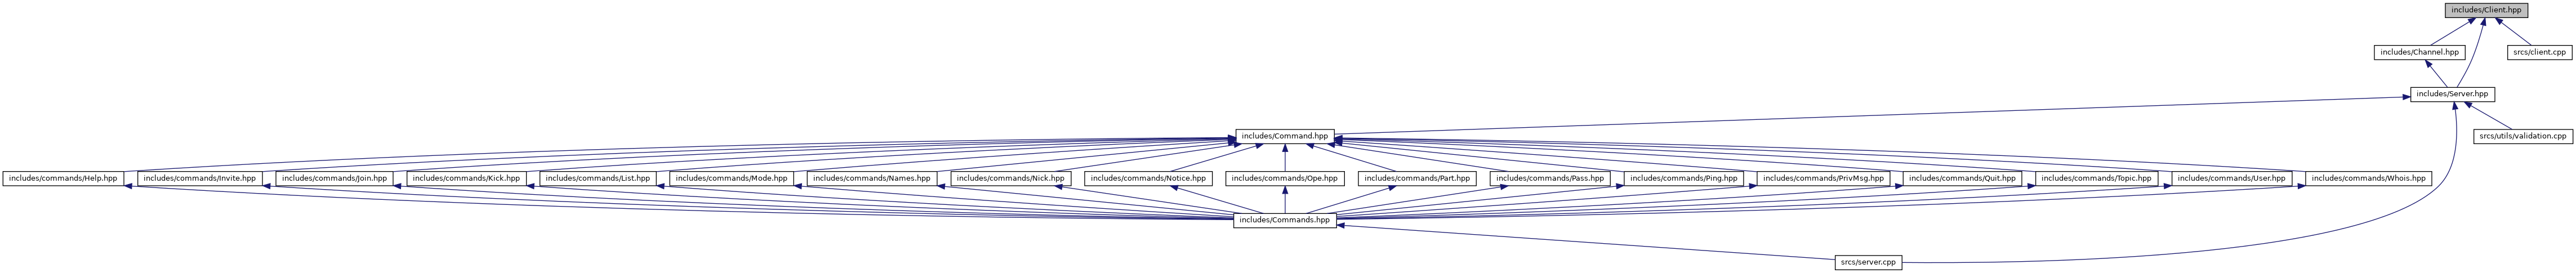 includes/Client.hpp
includes/Channel.hpp
srcs/client.cpp
includes/Server.hpp
includes/Command.hpp
srcs/utils/validation.cpp
includes/commands/Help.hpp
includes/commands/Invite.hpp
includes/commands/Join.hpp
includes/commands/Kick.hpp
includes/commands/List.hpp
includes/commands/Mode.hpp
includes/commands/Names.hpp
includes/commands/Nick.hpp
includes/commands/Notice.hpp
includes/commands/Ope.hpp
includes/commands/Part.hpp
includes/commands/Pass.hpp
includes/commands/Ping.hpp
includes/commands/PrivMsg.hpp
includes/commands/Quit.hpp
includes/commands/Topic.hpp
includes/commands/User.hpp
includes/commands/Whois.hpp
includes/Commands.hpp
srcs/server.cpp